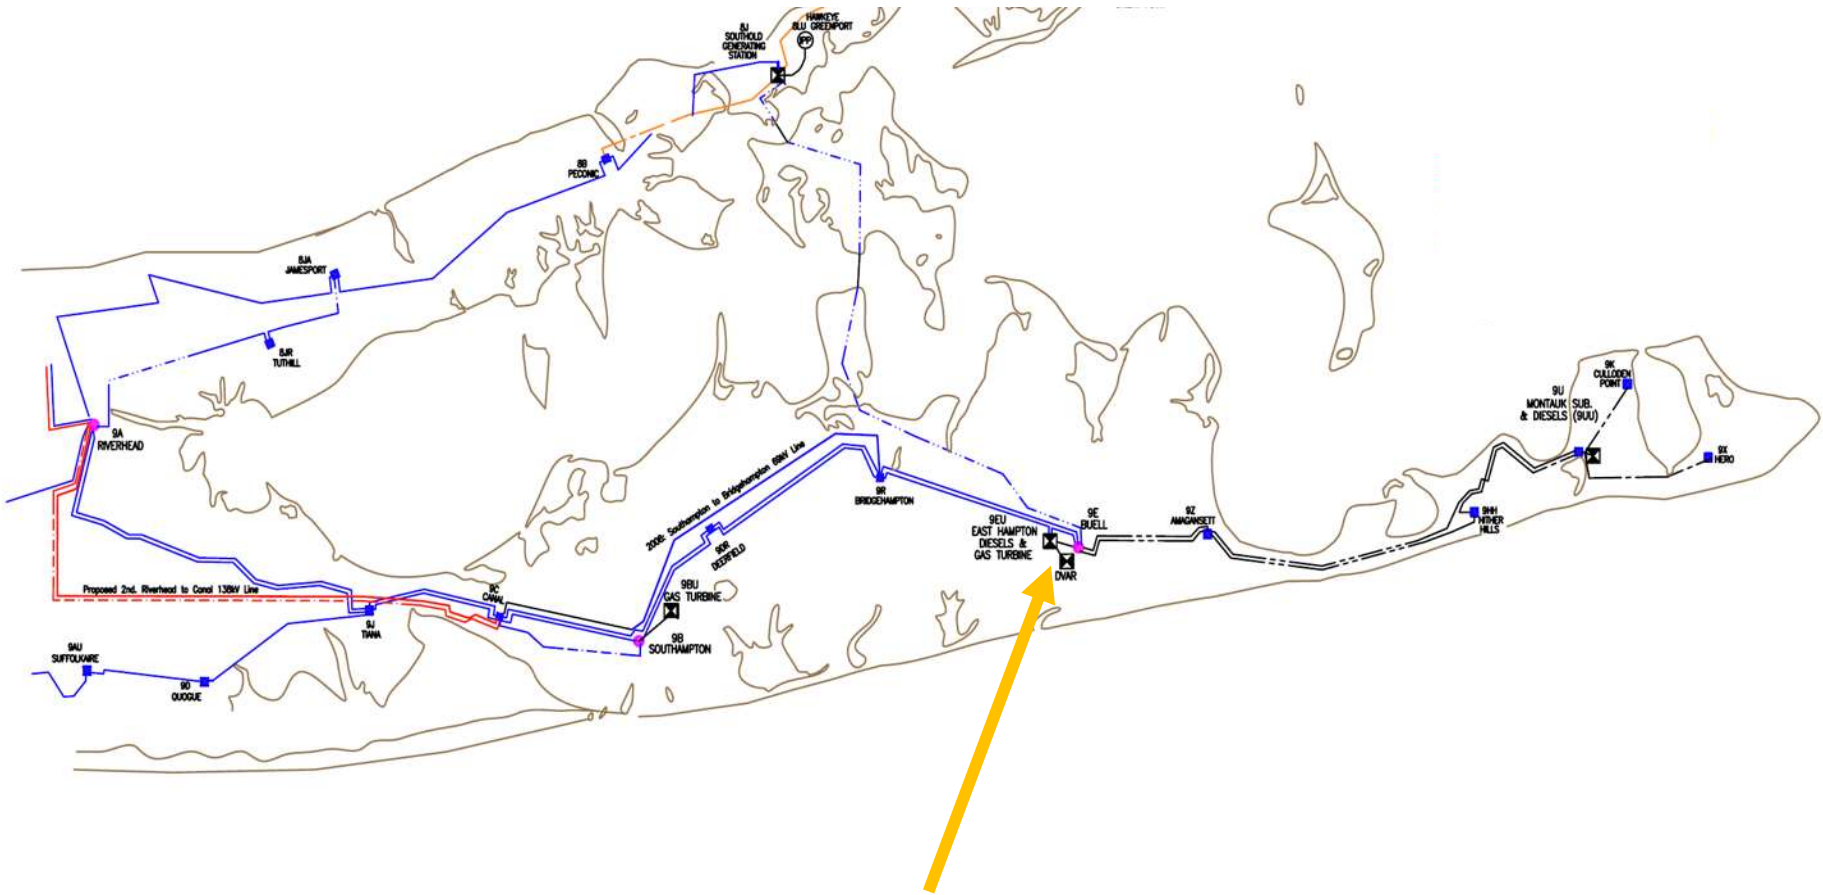 HAWKEYE
8LU GREENPORT
IPP
8J
SOUTHOLD
GENERATING
STATION
8B
PECONIC
8JA
JAMESPORT
8JR
TUTHILL
9A
RIVERHEAD
9K
CULLODEN
POINT
9U
MONTAUK SUB.
& DIESELS (9UU)
9X
HERO
2008: Southampton to Bridgehampton 69kV Line
9R
BRIDGEHAMPTON
9EU
EAST HAMPTON
DIESELS &
GAS TURBINE
9E
BUELL
9Z
AMAGANSETT
9HH
HITHER
HILLS
9DR
DEERFIELD
DVAR
Proposed 2nd. Riverhead to Canal 138kV Line
9C
CANAL
9BU
GAS TURBINE
9J
TIANA
9B
SOUTHAMPTON
9AU
SUFFOLKAIRE
9D
QUOGUE